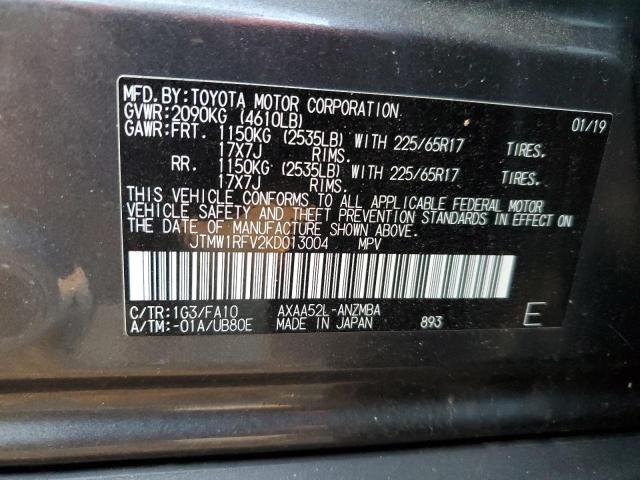 MFD.BY:TOYOTA MOTOR CORPORATION
GVWR:2090KG (4610LB) 01/19
GAWR:FRT. 1150KG (2535LB) WITH 225/65R17 TIRES.
17X7J RIMS.
RR. 1150KG (2535LB) WITH 225/65R17 TIRES.
17X7J RIMS.
THIS VEHICLE CONFORMS TO ALL APPLICABLE FEDERAL MOTOR
VEHICLE SAFETY AND THEFT PREVENTION STANDARDS IN EFFECT ON
THE DATE OF MANUFACTURE SHOWN ABOVE.
JTMW1RFV2KD013004 MPV
C/TR:1G3/FA10 AXAA52L-ANZMBA
A/TM:-01A/UB80E MADE IN JAPAN 893 E